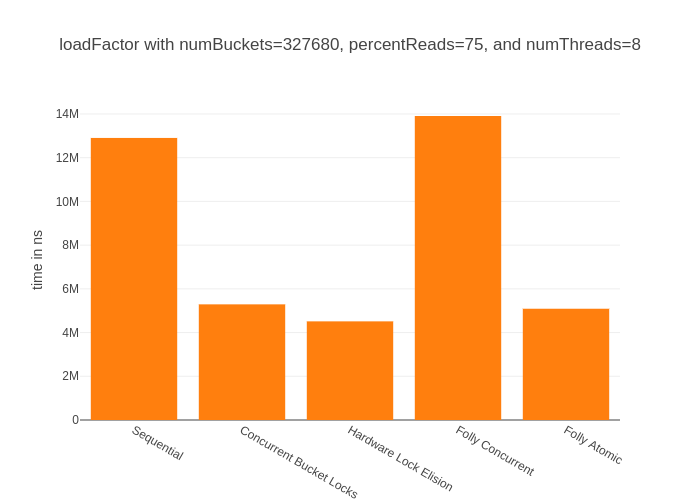 loadFactor with numBuckets=327680, percentReads=75, and numThreads=8
time in ns
14M
12M
10M
8M
6M
4M
2M
0
Sequential
Concurrent Bucket Locks
Hardware Lock Elision
Folly Concurrent
Folly Atomic